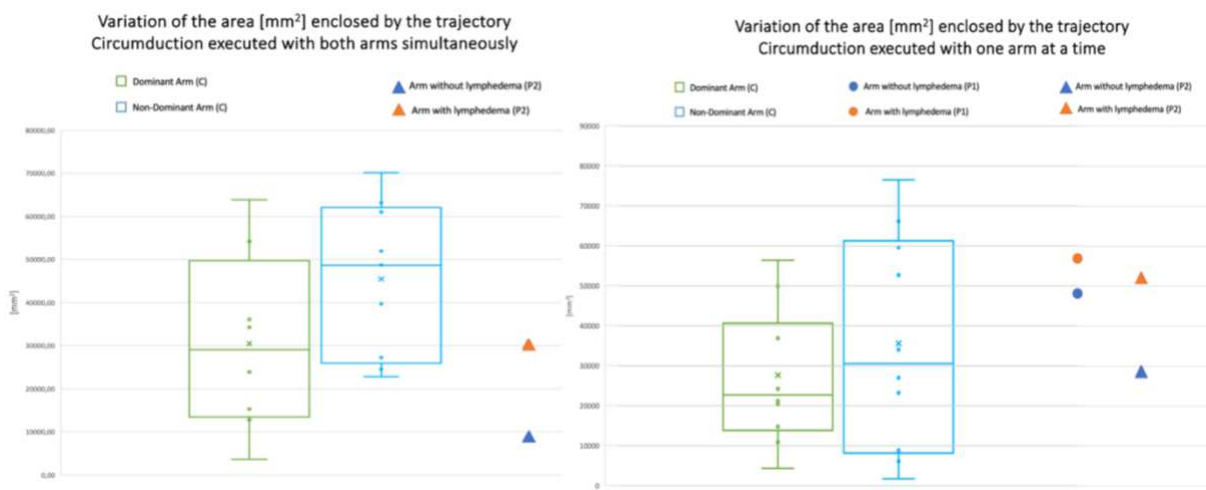 Variation of the area [mm²] enclosed by the trajectory
Circumduction executed with both arms simultaneously
Dominant Arm (C)
Arm without lymphedema (P2)
Non-Dominant Arm (C)
Arm with lymphedema (P2)
80000,00
70000,00
60000,00
50000,00
40000,00
30000,00
20000,00
10000,00
0,00
[mm²]
Variation of the area [mm²] enclosed by the trajectory
Circumduction executed with one arm at a time
Dominant Arm (C)
Arm without lymphedema (P1)
Arm without lymphedema (P2)
Non-Dominant Arm (C)
Arm with lymphedema (P1)
Arm with lymphedema (P2)
90000
80000
70000
60000
50000
40000
30000
20000
10000
0
[mm²]